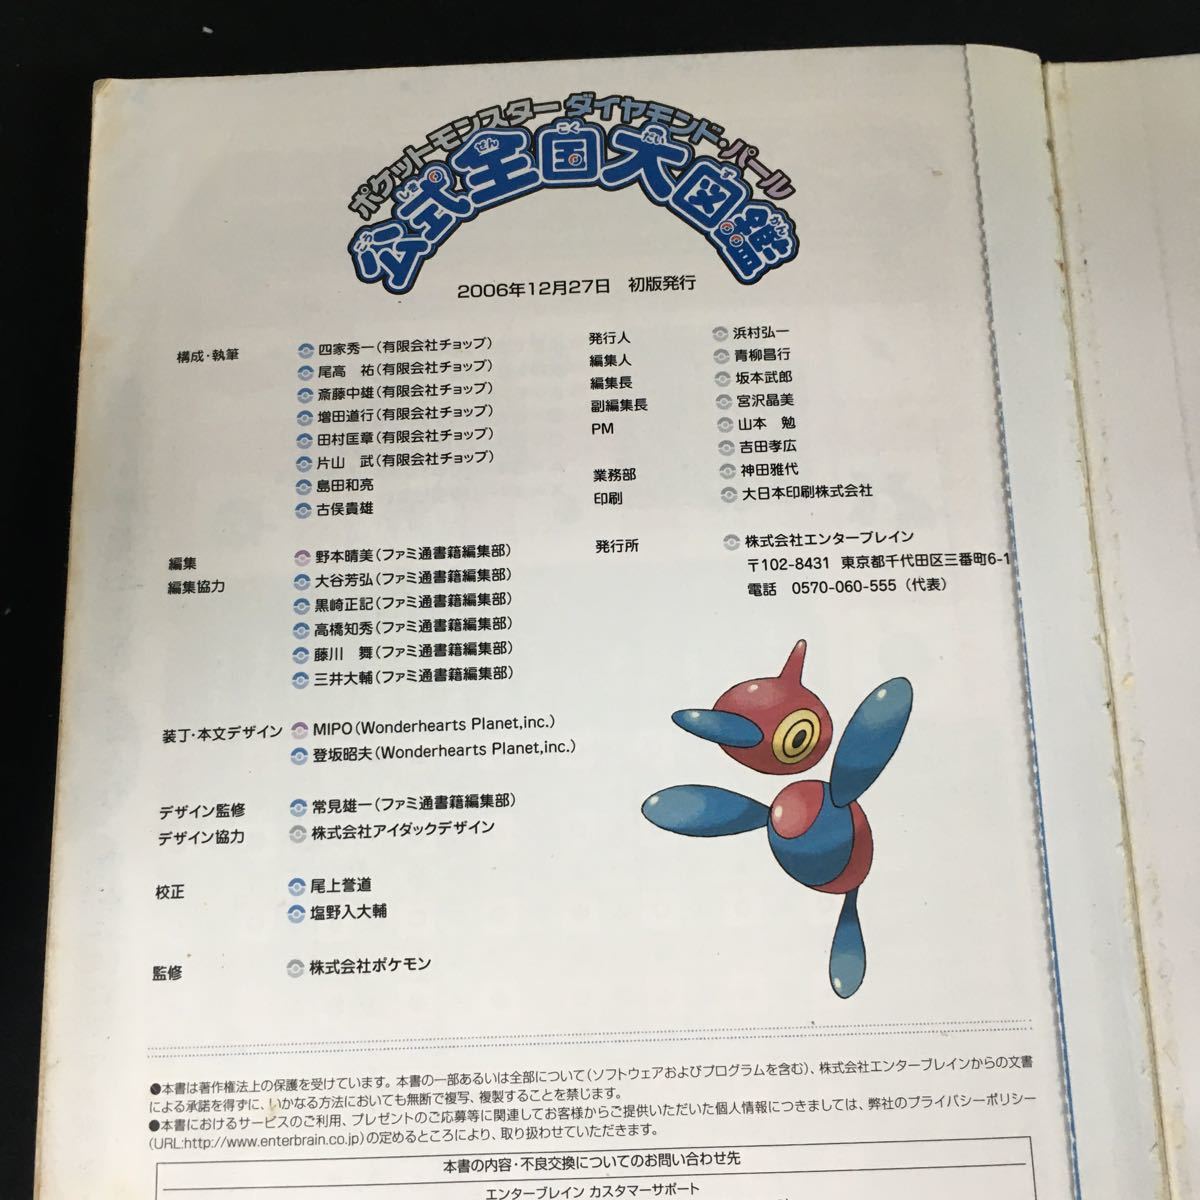 ポケットモンスター ダイヤモンド・パール
公式全国大図鑑
2006年12月27日　初版発行
構成・執筆
四家秀一(有限会社チョップ)
尾高　祐(有限会社チョップ)
斎藤中雄(有限会社チョップ)
増田道行(有限会社チョップ)
田村匡章(有限会社チョップ)
片山　武(有限会社チョップ)
島田和亮
古俣貴雄
編集
野本晴美(ファミ通書籍編集部)
編集協力
大谷芳弘(ファミ通書籍編集部)
黒崎正記(ファミ通書籍編集部)
高橋知秀(ファミ通書籍編集部)
藤川　舞(ファミ通書籍編集部)
三井大輔(ファミ通書籍編集部)
装丁・本文デザイン
MIPO(Wonderhearts Planet,inc.)
登坂昭夫(Wonderhearts Planet,inc.)
デザイン監修
常見雄一(ファミ通書籍編集部)
デザイン協力
株式会社アイダックデザイン
校正
尾上誉道
塩野入大輔
監修
株式会社ポケモン
発行人
浜村弘一
編集人
青柳昌行
編集長
坂本武郎
副編集長
宮沢晶美
PM
山本　勉
吉田孝広
業務部
神田雅代
印刷
大日本印刷株式会社
発行所
株式会社エンターブレイン
〒102-8431　東京都千代田区三番町6-1
電話　0570-060-555（代表）
●本書は著作権法上の保護を受けています。本書の一部あるいは全部について(ソフトウェアおよびプログラムを含む)、株式会社エンターブレインからの文書
による承諾を得ずに、いかなる方法においても無断で複写、複製することを禁じます。
●本書におけるサービスのご利用、プレゼントのご応募等に関連してお客様からご提供いただいた個人情報につきましては、弊社のプライバシーポリシー
(URL:http://www.enterbrain.co.jp)の定めるところにより、取り扱わせていただきます。
本書の内容・不良交換についてのお問い合わせ先
エンターブレイン カスタマーサポート